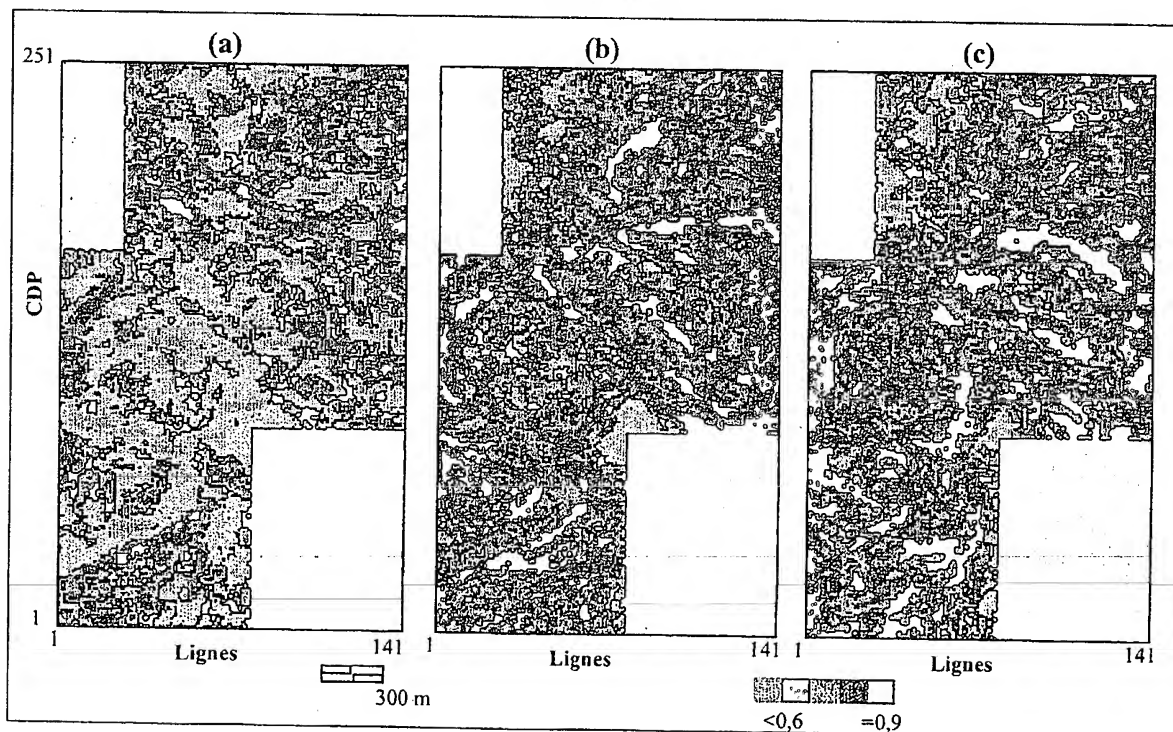 (a) (b) (c)
251
CDP
1
1 141 1 141 1 141
Lignes Lignes Lignes
300 m
<0,6 =0,9